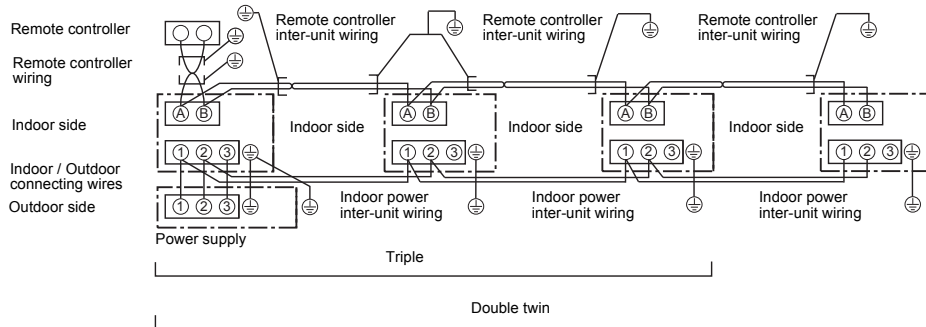 Remote controller
Remote controller
inter-unit wiring
Remote controller
inter-unit wiring
Remote controller
inter-unit wiring
Remote controller
wiring
Indoor side
A B
Indoor side
A B
Indoor side
A B
Indoor side
A B
1 2 3
1 2 3
1 2 3
1 2 3
Indoor / Outdoor
connecting wires
Outdoor side
1 2 3
Indoor power
inter-unit wiring
Indoor power
inter-unit wiring
Indoor power
inter-unit wiring
Power supply
Triple
Double twin